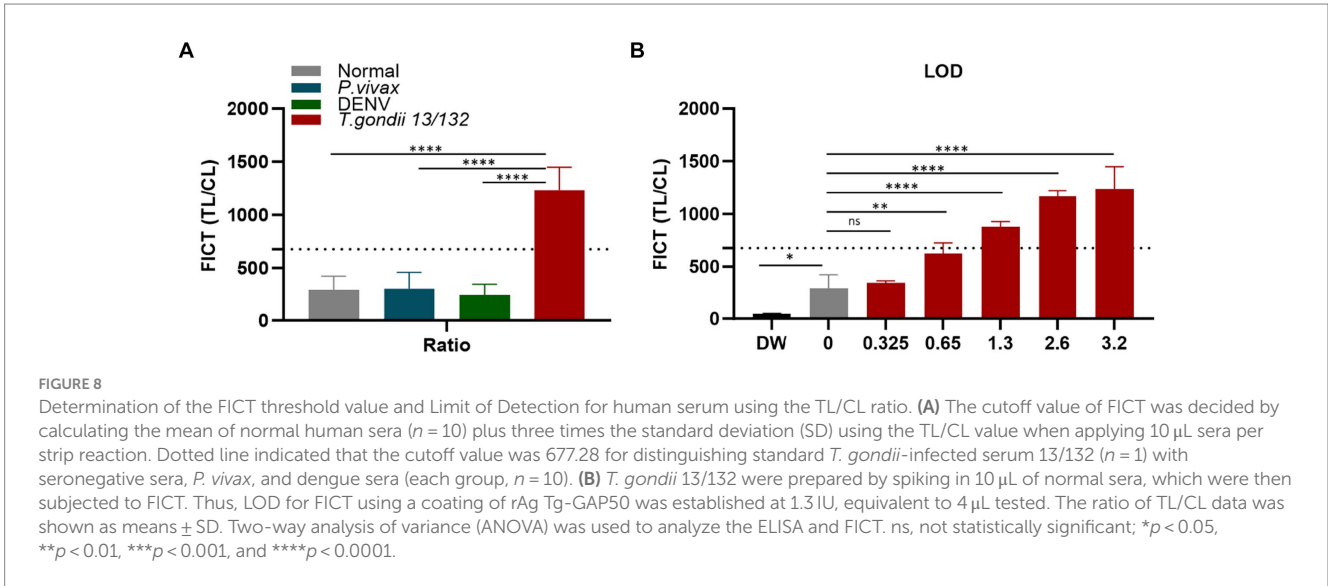 A
Normal
P.vivax
DENV
T.gondii 13/132
FICT (TL/CL)
2000
1500
1000
500
0
****
****
****
Ratio
B
LOD
FICT (TL/CL)
2000
1500
1000
500
0
****
****
****
**
ns
*
DW 0 0.325 0.65 1.3 2.6 3.2
FIGURE 8
Determination of the FICT threshold value and Limit of Detection for human serum using the TL/CL ratio. (A) The cutoff value of FICT was decided by
calculating the mean of normal human sera (n = 10) plus three times the standard deviation (SD) using the TL/CL value when applying 10 μL sera per
strip reaction. Dotted line indicated that the cutoff value was 677.28 for distinguishing standard T. gondii-infected serum 13/132 (n = 1) with
seronegative sera, P. vivax, and dengue sera (each group, n = 10). (B) T. gondii 13/132 were prepared by spiking in 10 μL of normal sera, which were then
subjected to FICT. Thus, LOD for FICT using a coating of rAg Tg-GAP50 was established at 1.3 IU, equivalent to 4 μL tested. The ratio of TL/CL data was
shown as means ± SD. Two-way analysis of variance (ANOVA) was used to analyze the ELISA and FICT. ns, not statistically significant; *p < 0.05,
**p < 0.01, ***p < 0.001, and ****p < 0.0001.